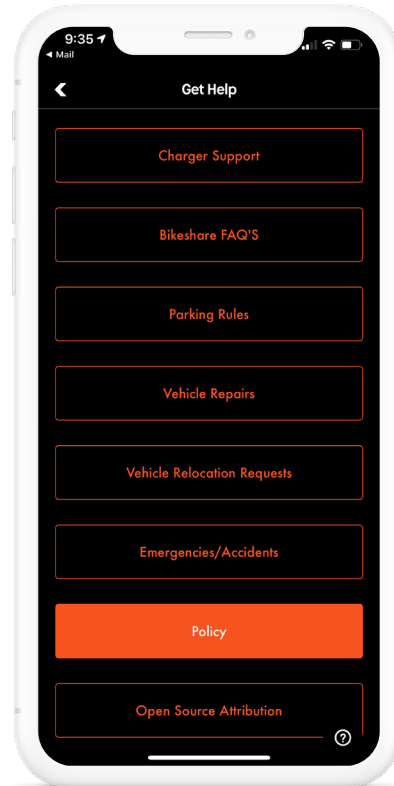 9:35
Mail
Get Help
Charger Support
Bikeshare FAQ'S
Parking Rules
Vehicle Repairs
Vehicle Relocation Requests
Emergencies/Accidents
Policy
Open Source Attribution
?